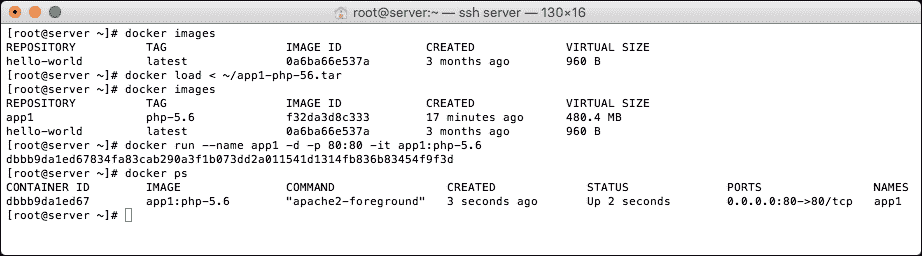 root@server:~ — ssh server — 130×16
[root@server ~]# docker images
REPOSITORY TAG IMAGE ID CREATED VIRTUAL SIZE
hello-world latest 0a6ba66e537a 3 months ago 960 B
[root@server ~]# docker load < ~/app1-php-56.tar
[root@server ~]# docker images
REPOSITORY TAG IMAGE ID CREATED VIRTUAL SIZE
app1 php-5.6 f32da3d8c333 17 minutes ago 480.4 MB
hello-world latest 0a6ba66e537a 3 months ago 960 B
[root@server ~]# docker run --name app1 -d -p 80:80 -it app1:php-5.6
dbbb9da1ed67834fa83cab290a3f1b073dd2a011541d1314fb836b83454f9f3d
[root@server ~]# docker ps
CONTAINER ID IMAGE COMMAND CREATED STATUS PORTS NAMES
dbbb9da1ed67 app1:php-5.6 "apache2-foreground" 3 seconds ago Up 2 seconds 0.0.0.0:80->80/tcp app1
[root@server ~]#